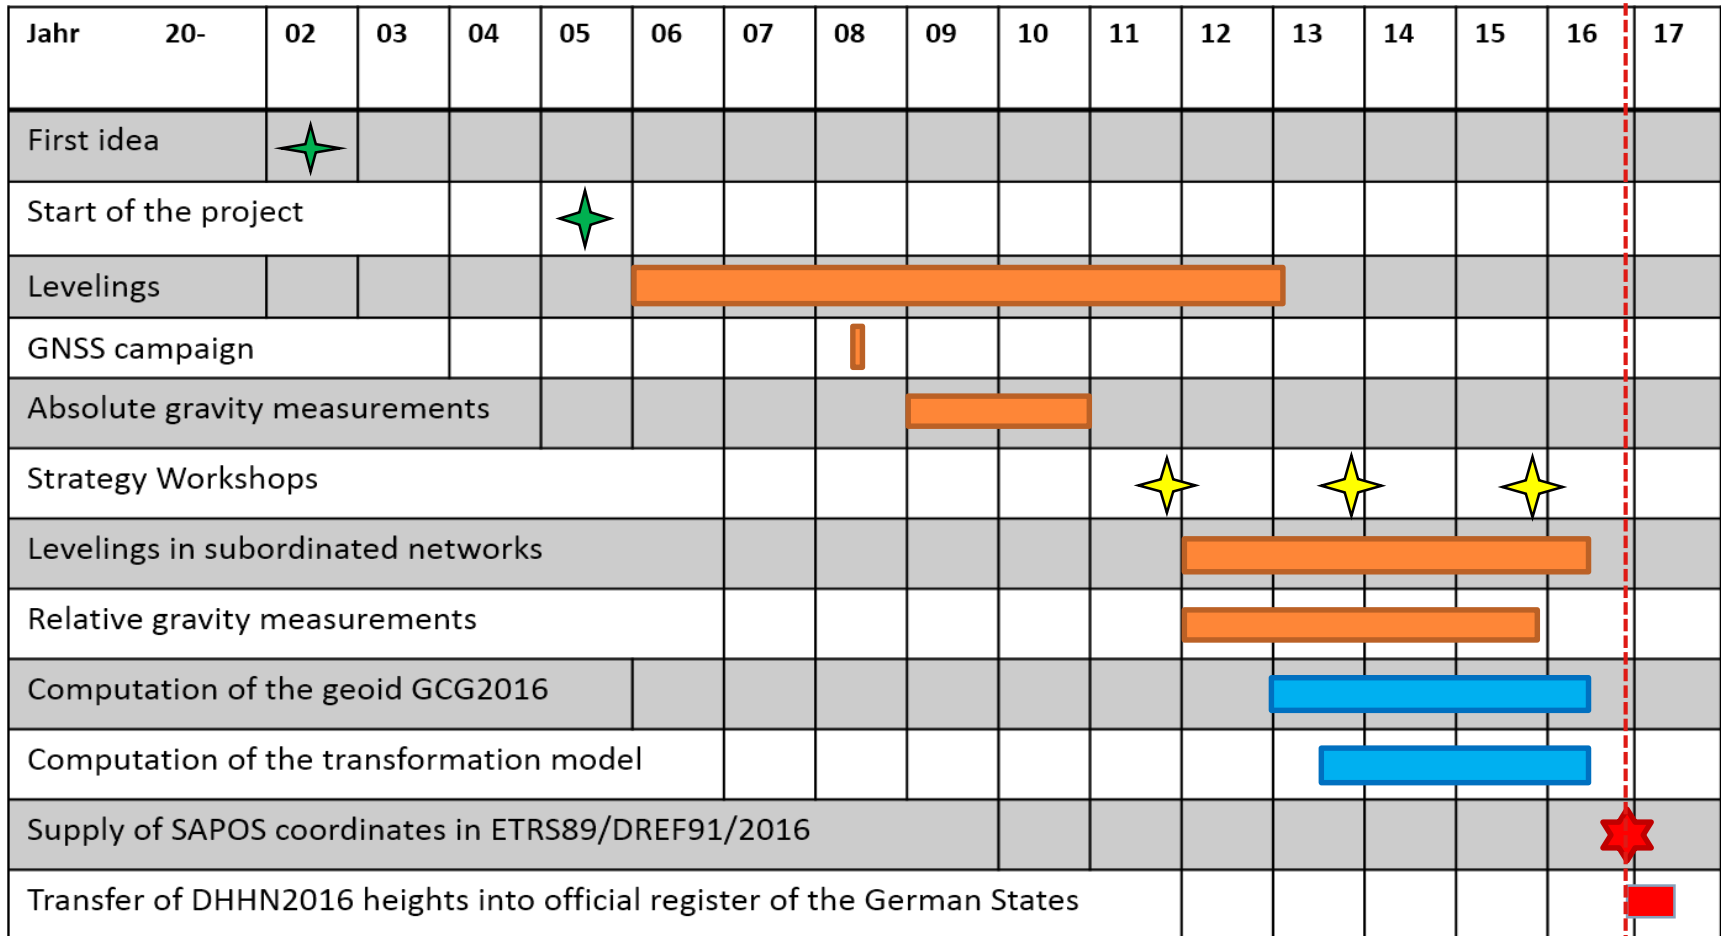 Jahr 20- 02 03 04 05 06 07 08 09 10 11 12 13 14 15 16 17
First idea
Start of the project
Levelings
GNSS campaign
Absolute gravity measurements
Strategy Workshops
Levelings in subordinated networks
Relative gravity measurements
Computation of the geoid GCG2016
Computation of the transformation model
Supply of SAPOS coordinates in ETRS89/DREF91/2016
Transfer of DHHN2016 heights into official register of the German States